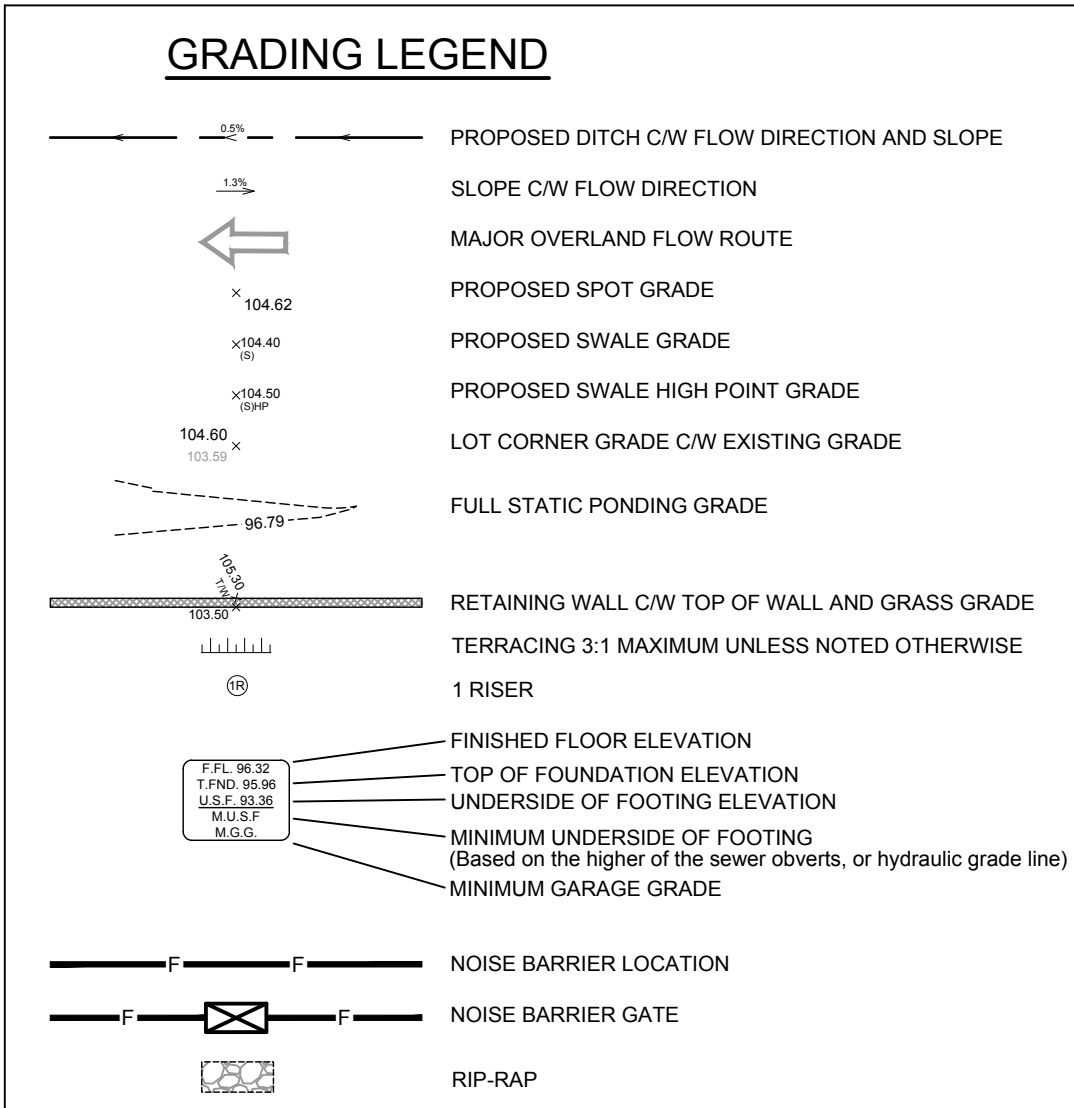 GRADING LEGEND
0.5%
PROPOSED DITCH C/W FLOW DIRECTION AND SLOPE
1.3%
SLOPE C/W FLOW DIRECTION
MAJOR OVERLAND FLOW ROUTE
104.62
PROPOSED SPOT GRADE
104.40
(S)
PROPOSED SWALE GRADE
104.50
(S)HP
PROPOSED SWALE HIGH POINT GRADE
104.60
103.59
LOT CORNER GRADE C/W EXISTING GRADE
96.79
FULL STATIC PONDING GRADE
105.30
T/W
103.50
RETAINING WALL C/W TOP OF WALL AND GRASS GRADE
TERRACING 3:1 MAXIMUM UNLESS NOTED OTHERWISE
1R
1 RISER
F.FL. 96.32
T.FND. 95.96
U.S.F. 93.36
M.U.S.F
M.G.G.
FINISHED FLOOR ELEVATION
TOP OF FOUNDATION ELEVATION
UNDERSIDE OF FOOTING ELEVATION
MINIMUM UNDERSIDE OF FOOTING
(Based on the higher of the sewer obverts, or hydraulic grade line)
MINIMUM GARAGE GRADE
F F
NOISE BARRIER LOCATION
F F
NOISE BARRIER GATE
RIP-RAP